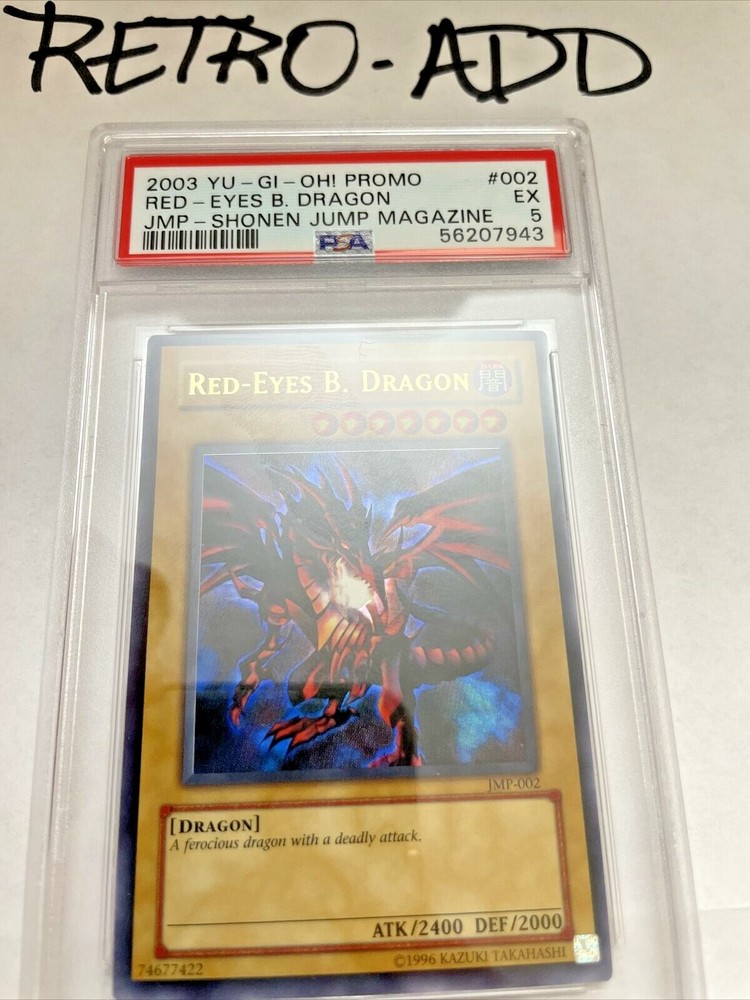 RETRO-ADD
2003 YU-GI-OH! PROMO #002
RED-EYES B. DRAGON EX
JMP-SHONEN JUMP MAGAZINE 5
PSA 56207943
RED-EYES B. DRAGON 闇
JMP-002
[DRAGON]
A ferocious dragon with a deadly attack.
ATK/2400 DEF/2000
74677422 ©1996 KAZUKI TAKAHASHI